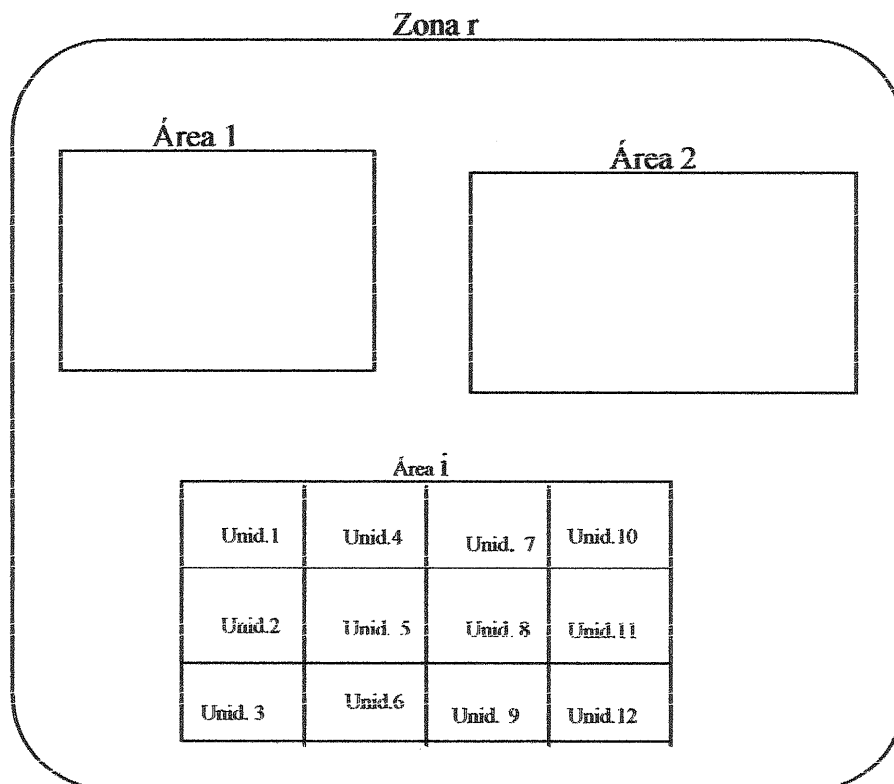 Zona r
Área 1
Área 2
Área i
Unid.1 Unid.4 Unid. 7 Unid.10
Unid.2 Unid. 5 Unid. 8 Unid.11
Unid. 3 Unid.6 Unid. 9 Unid.12